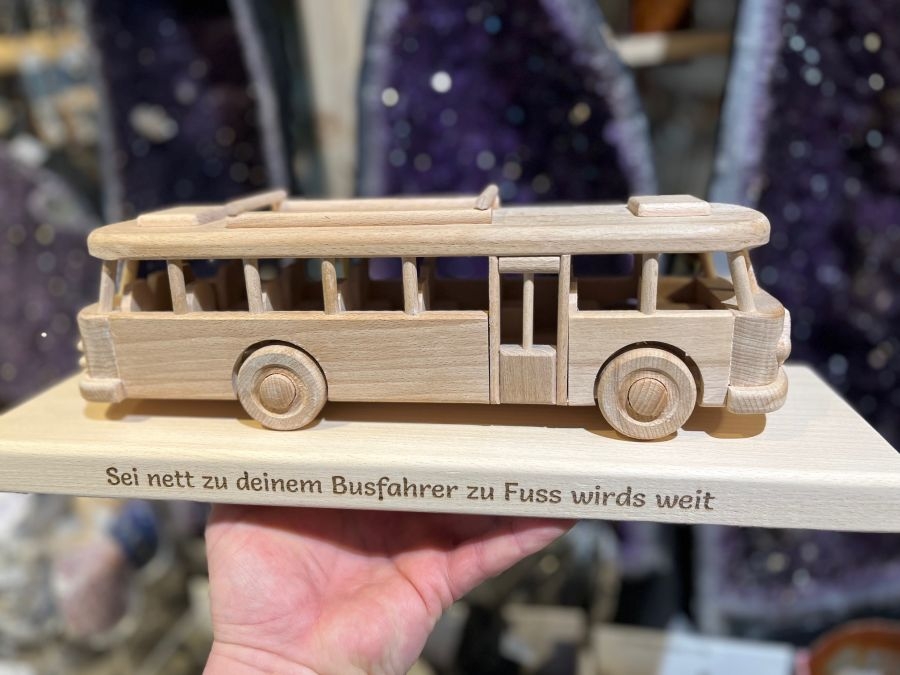 Sei nett zu deinem Busfahrer zu Fuss wirds weit